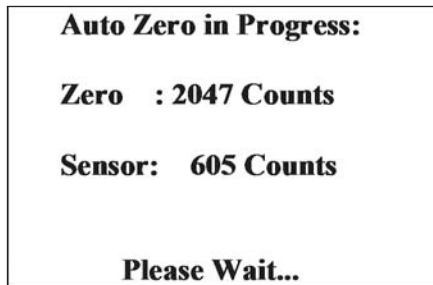 Auto Zero in Progress:
Zero : 2047 Counts
Sensor: 605 Counts
Please Wait...